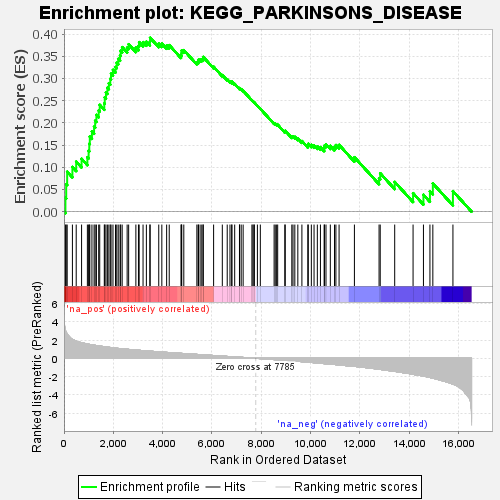 Enrichment plot: KEGG_PARKINSONS_DISEASE
Enrichment score (ES)
0.40
0.35
0.30
0.25
0.20
0.15
0.10
0.05
0.00
'na_pos' (positively correlated)
Ranked list metric (PreRanked)
6
4
2
0
-2
-4
-6
Zero cross at 7785
'na_neg' (negatively correlated)
0
2,000
4,000
6,000
8,000
10,000
12,000
14,000
16,000
Rank in Ordered Dataset
Enrichment profile
Hits
Ranking metric scores